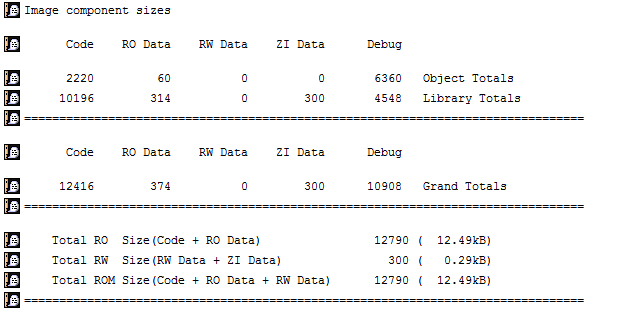 Image component sizes
Code RO Data RW Data ZI Data Debug
2220 60 0 0 6360 Object Totals
10196 314 0 300 4548 Library Totals
================================================================================
Code RO Data RW Data ZI Data Debug
12416 374 0 300 10908 Grand Totals
================================================================================
Total RO Size(Code + RO Data) 12790 ( 12.49kB)
Total RW Size(RW Data + ZI Data) 300 ( 0.29kB)
Total ROM Size(Code + RO Data + RW Data) 12790 ( 12.49kB)
================================================================================